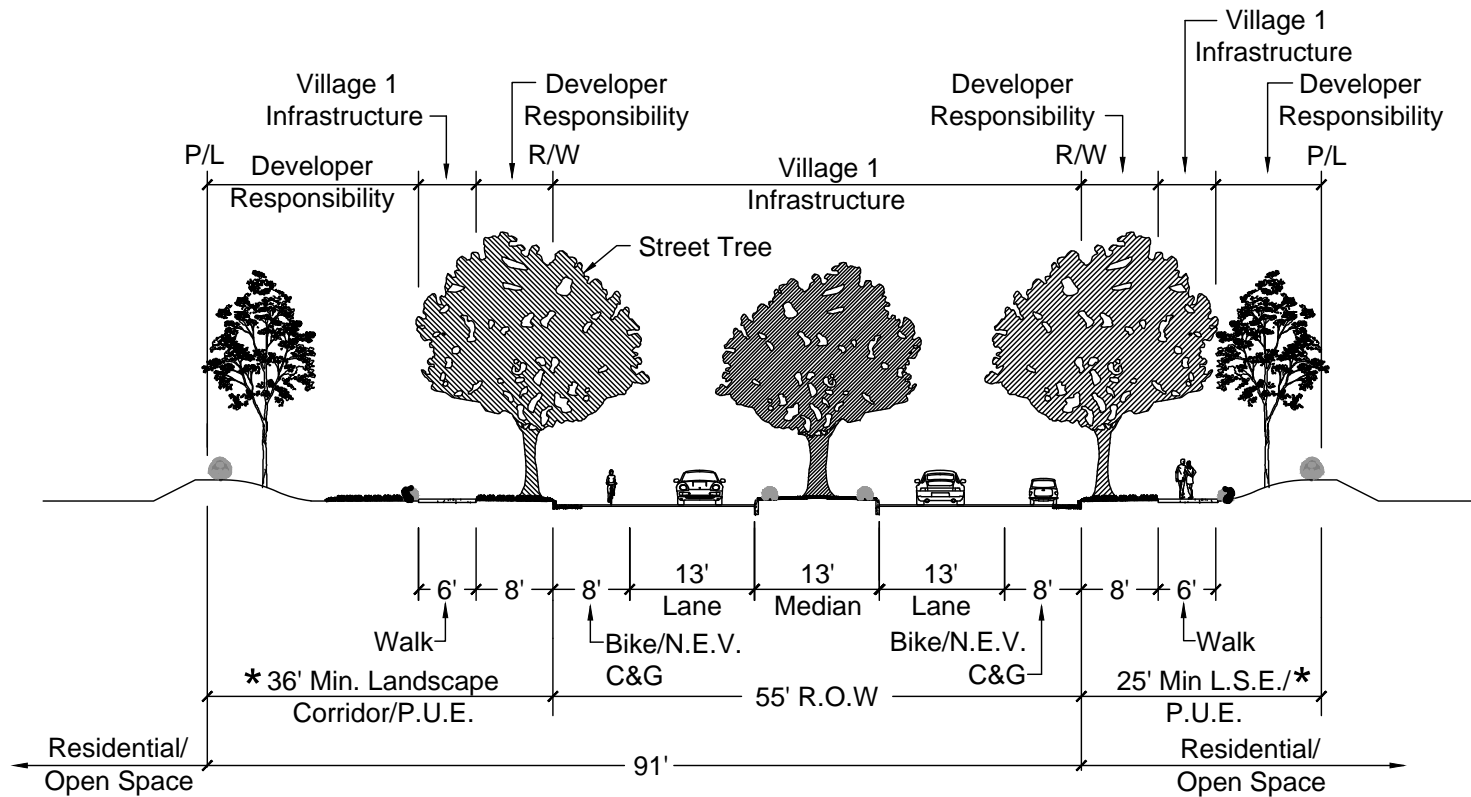 Village 1
Infrastructure
Village 1
Infrastructure
Developer
Responsibility
Developer
Responsibility
Developer
Responsibility
P/L
Developer
Responsibility
R/W
Village 1
Infrastructure
R/W
P/L
Street Tree
6'
8'
8'
13'
Lane
13'
Median
13'
Lane
8'
8'
6'
Walk
Bike/N.E.V.
C&G
Bike/N.E.V.
C&G
Walk
* 36' Min. Landscape
Corridor/P.U.E.
55' R.O.W
25' Min L.S.E./*
P.U.E.
Residential/
Open Space
91'
Residential/
Open Space